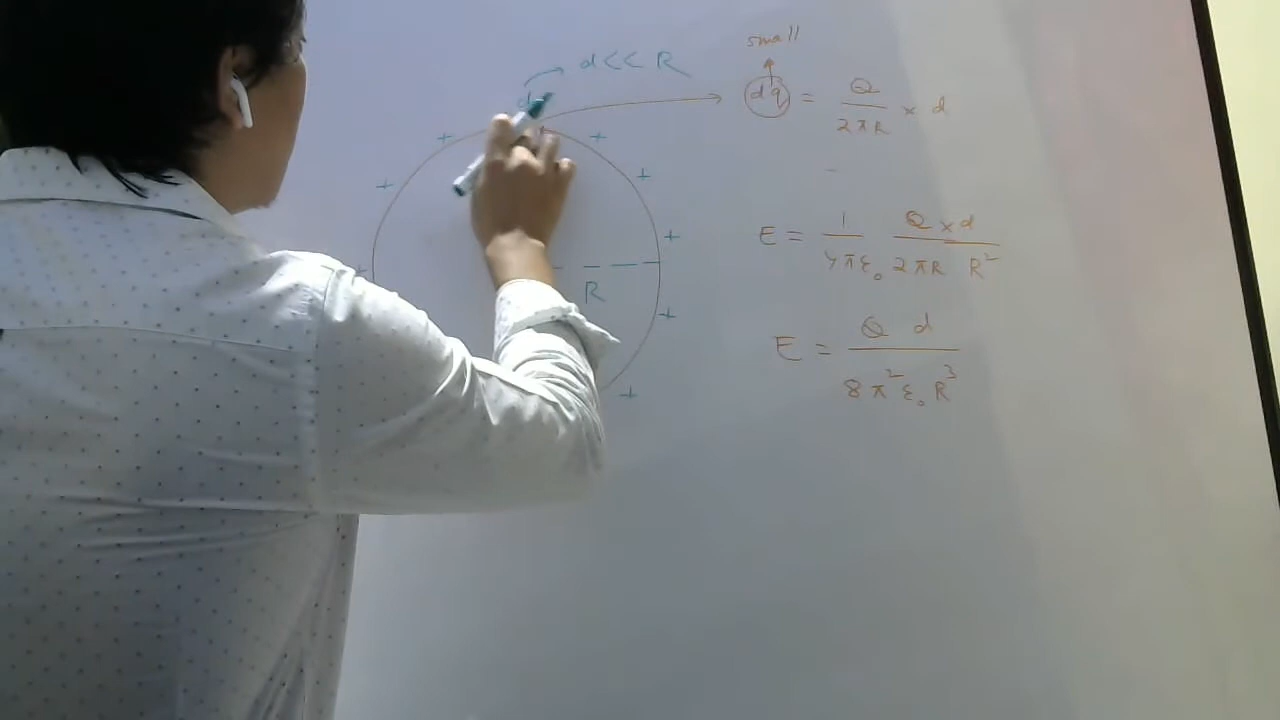 small
d << R
dq = Q / 2πR × d
+ +
+ +
+
R
+
+
E = 1 / 4πε₀ Q × d / 2πR R²
E = Q d / 8π²ε₀R³